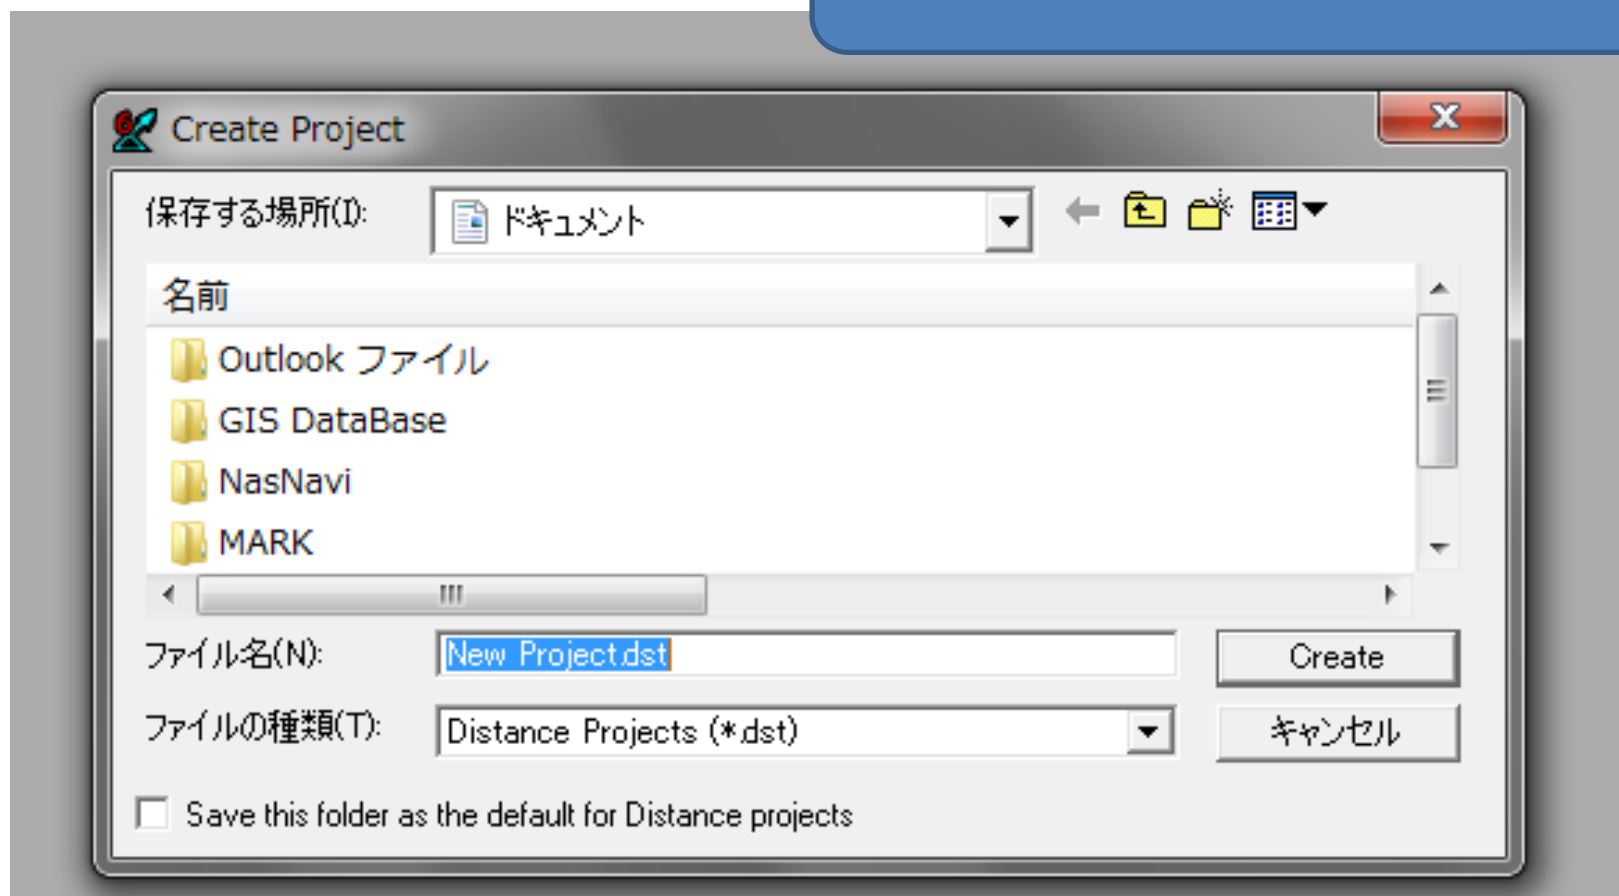 Create Project
保存する場所(I): ドキュメント
名前
Outlook ファイル
GIS DataBase
NasNavi
MARK
ファイル名(N): New Project.dst Create
ファイルの種類(T): Distance Projects (*.dst) キャンセル
Save this folder as the default for Distance projects